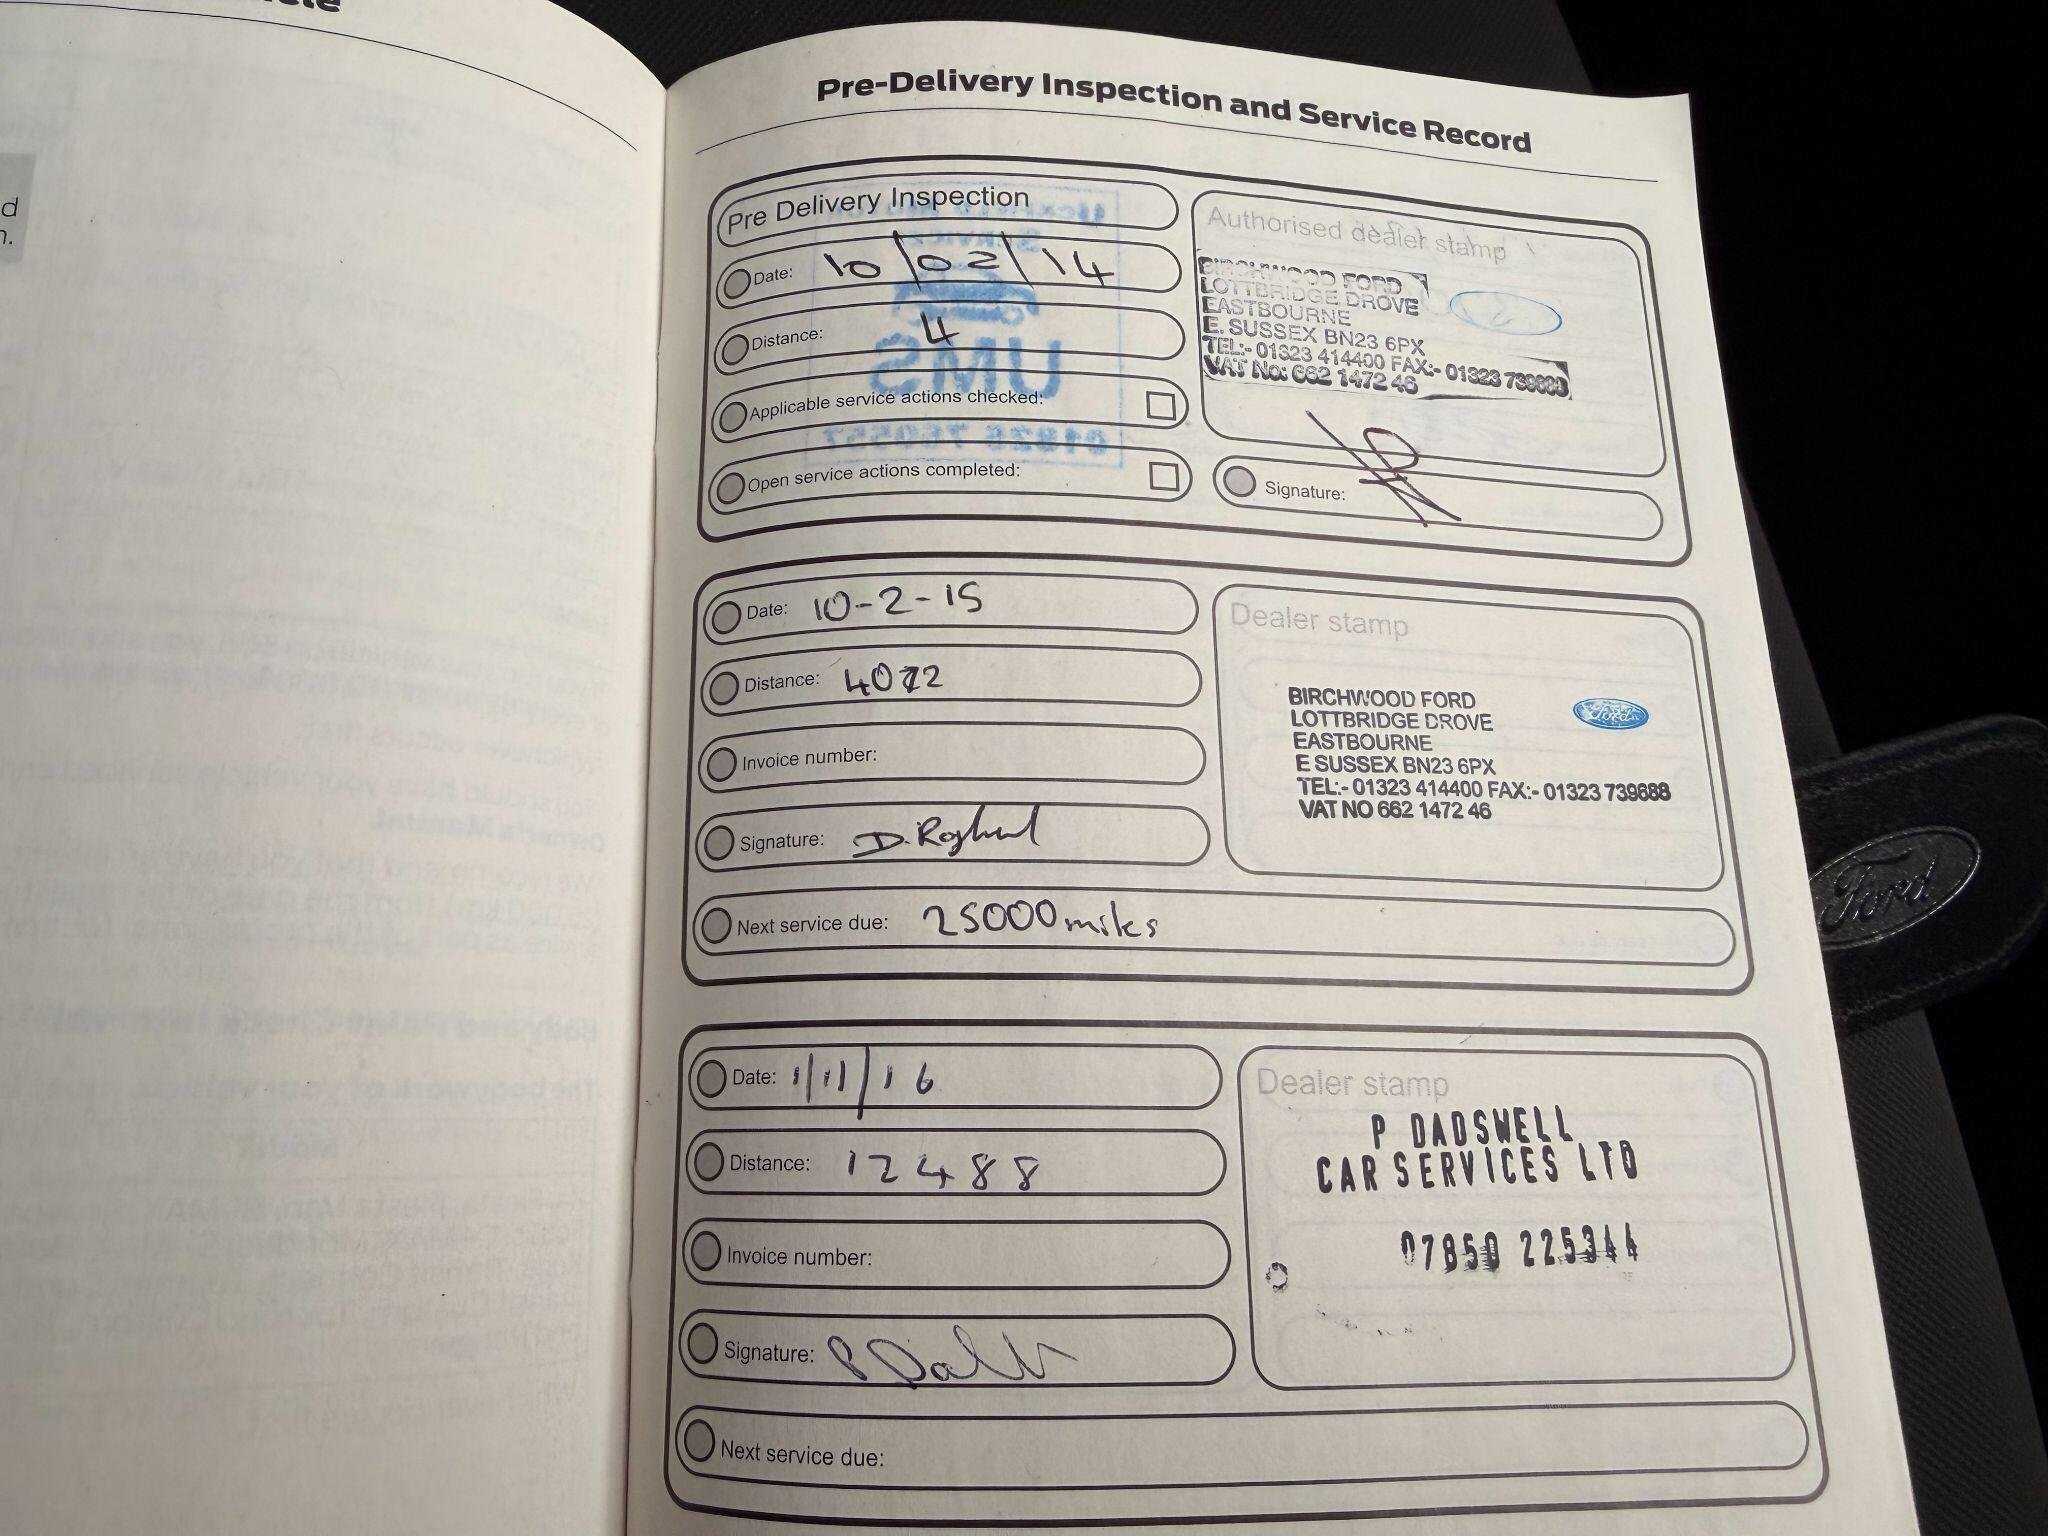 Pre-Delivery Inspection and Service Record
Pre Delivery Inspection
Date: 10/02/14
Distance: 4
Applicable service actions checked:
Open service actions completed:
Authorised dealer stamp
BIRCHWOOD FORD
LOTTBRIDGE DROVE
EASTBOURNE
E. SUSSEX BN23 6PX
TEL:- 01323 414400 FAX:- 01323 739688
VAT No: 662 1472 46
Signature:
Date: 10-2-15
Distance: 4072
Invoice number:
Signature:
Next service due: 25000 miles
Dealer stamp
BIRCHWOOD FORD
LOTTBRIDGE DROVE
EASTBOURNE
E SUSSEX BN23 6PX
TEL:- 01323 414400 FAX:- 01323 739688
VAT NO 662 1472 46
Ford
Date: 1/11/16
Distance: 12488
Invoice number:
Signature:
Next service due:
Dealer stamp
P DADSWELL
CAR SERVICES LTD
07850 225344
Ford